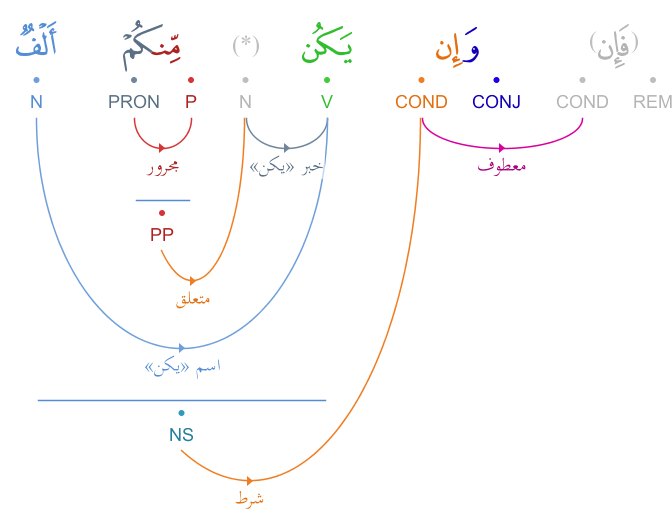 (فَإِن) وَإِن يَكُن (*) مِّنكُمْ أَلْفٌ
REM COND CONJ COND V N P PRON N
معطوف خبر «يكن» مجرور
PP
متعلق
اسم «يكن»
NS
شرط